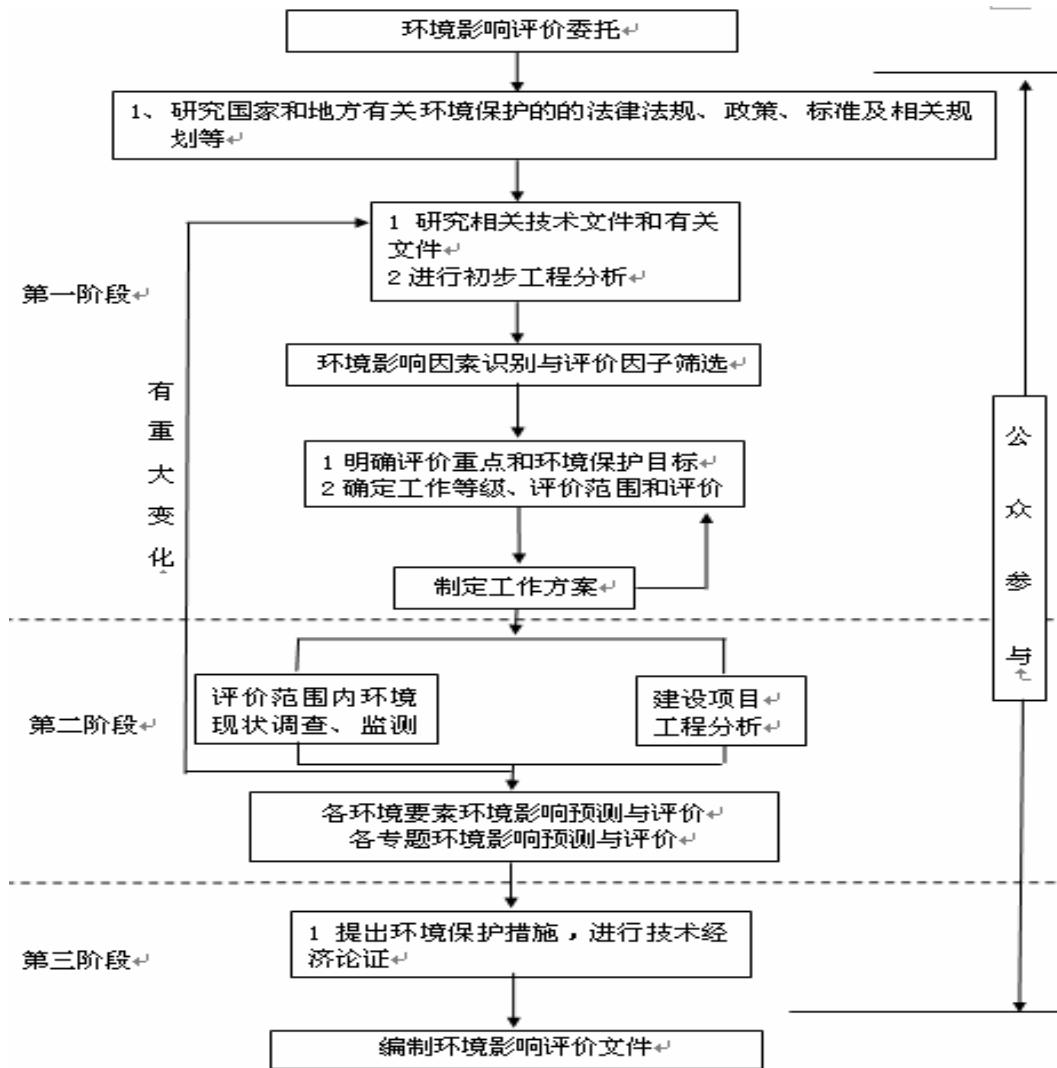 环境影响评价委托
1、研究国家和地方有关环境保护的的法律法规、政策、标准及相关规
划等
1 研究相关技术文件和有关
文件
2 进行初步工程分析
第一阶段
环境影响因素识别与评价因子筛选
有重大变化
1 明确评价重点和环境保护目标
2 确定工作等级、评价范围和评价
制定工作方案
公众参与
评价范围内环境
现状调查、监测
建设项目
工程分析
第二阶段
各环境要素环境影响预测与评价
各专题环境影响预测与评价
1 提出环境保护措施，进行技术经
济论证
第三阶段
编制环境影响评价文件